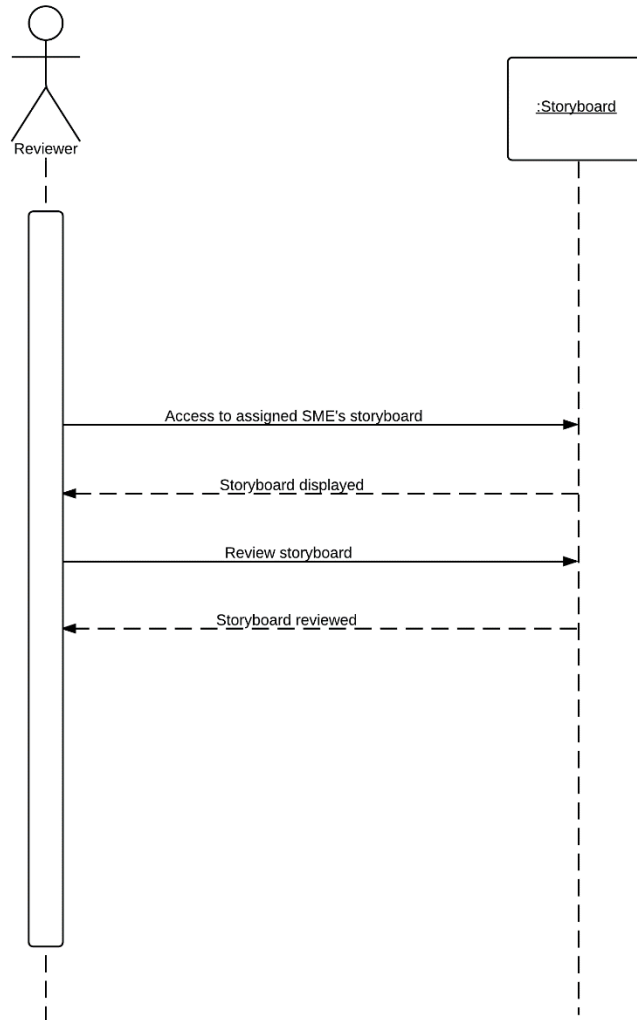 Reviewer
:Storyboard
Access to assigned SME's storyboard
Storyboard displayed
Review storyboard
Storyboard reviewed